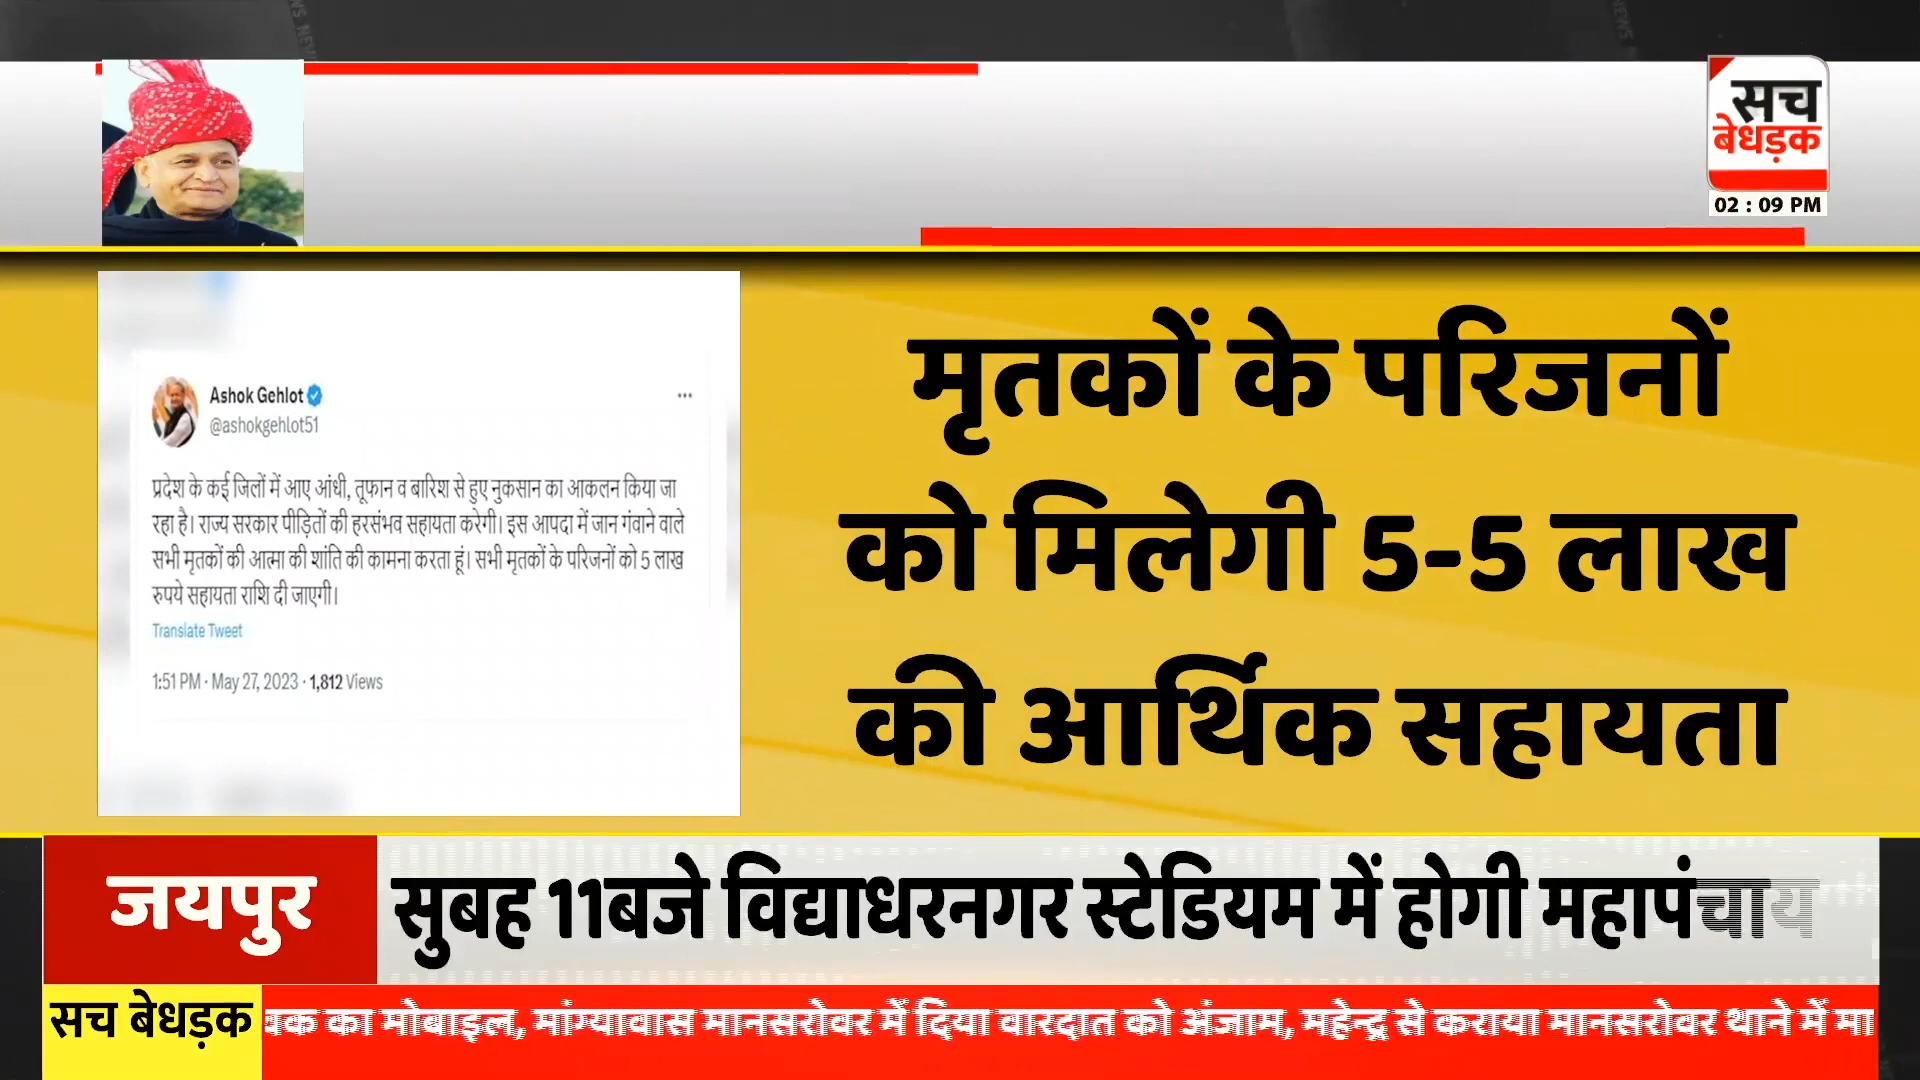 सच
बेधड़क
02 : 09 PM
Ashok Gehlot
@ashokgehlot51
प्रदेश के कई जिलों में आए आंधी, तूफान व बारिश से हुए नुकसान का आकलन किया जा
रहा है। राज्य सरकार पीड़ितों की हरसंभव सहायता करेगी। इस आपदा में जान गंवाने वाले
सभी मृतकों की आत्मा की शांति की कामना करता हूं। सभी मृतकों के परिजनों को 5 लाख
रुपये सहायता राशि दी जाएगी।
Translate Tweet
1:51 PM · May 27, 2023 · 1,812 Views
मृतकों के परिजनों
को मिलेगी 5-5 लाख
की आर्थिक सहायता
जयपुर
सुबह 11बजे विद्याधरनगर स्टेडियम में होगी महापंचाय
सच बेधड़क
का मोबाइल, मांग्यावास मानसरोवर में दिया वारदात को अंजाम, महेन्द्र से कराया मानसरोवर थाने में मा